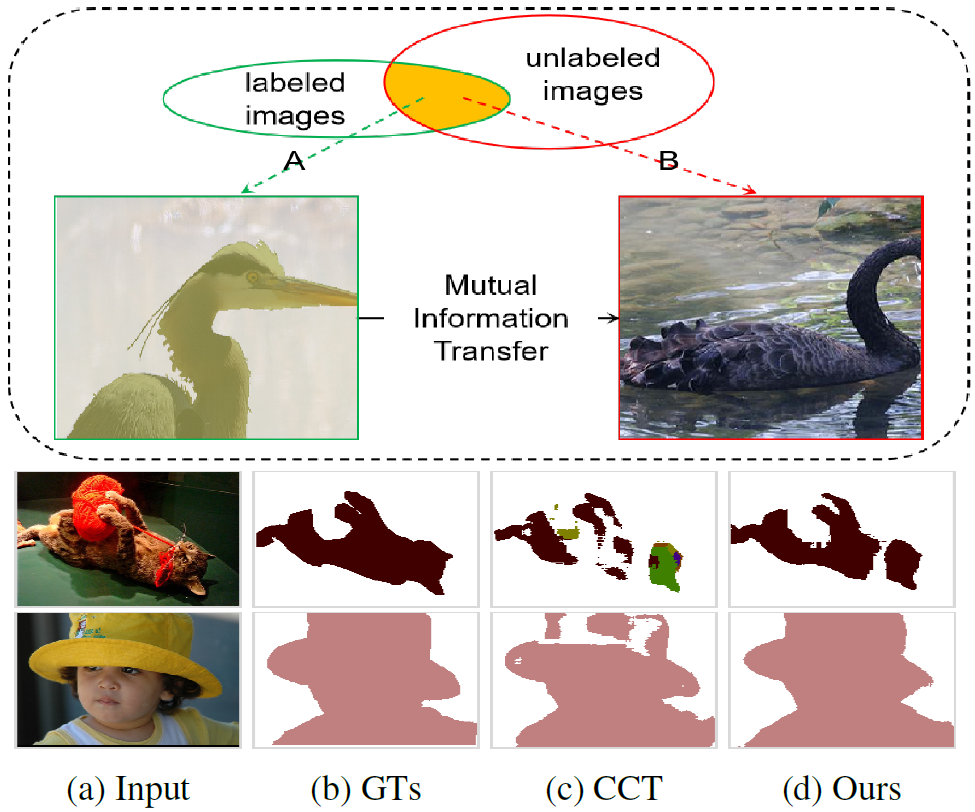 labeled
images
unlabeled
images
A
B
Mutual
Information
Transfer
(a) Input
(b) GTs
(c) CCT
(d) Ours